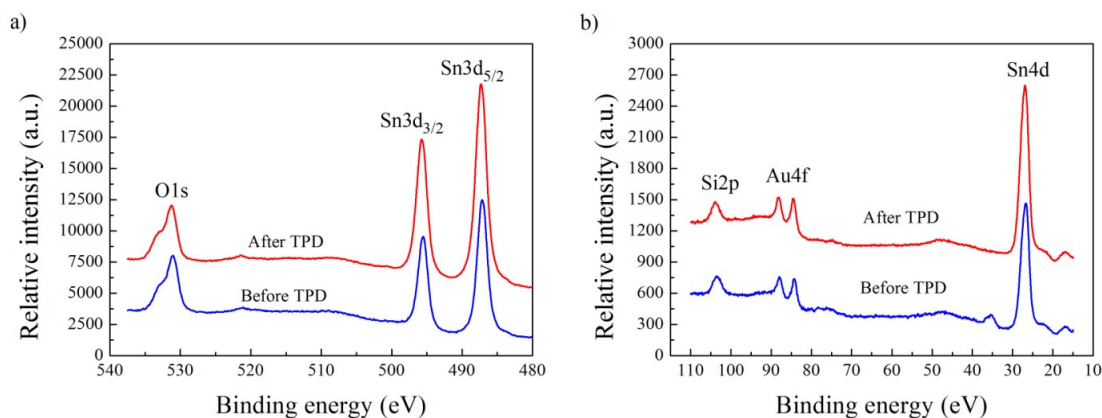 a)
25000
22500
20000
17500
15000
12500
10000
7500
5000
2500
0
Relative intensity (a.u.)
Sn3d5/2
Sn3d3/2
O1s
After TPD
Before TPD
540 530 520 510 500 490 480
Binding energy (eV)
b)
3000
2700
2400
2100
1800
1500
1200
900
600
300
0
Relative intensity (a.u.)
Sn4d
Si2p
Au4f
After TPD
Before TPD
110 100 90 80 70 60 50 40 30 20 10
Binding energy (eV)